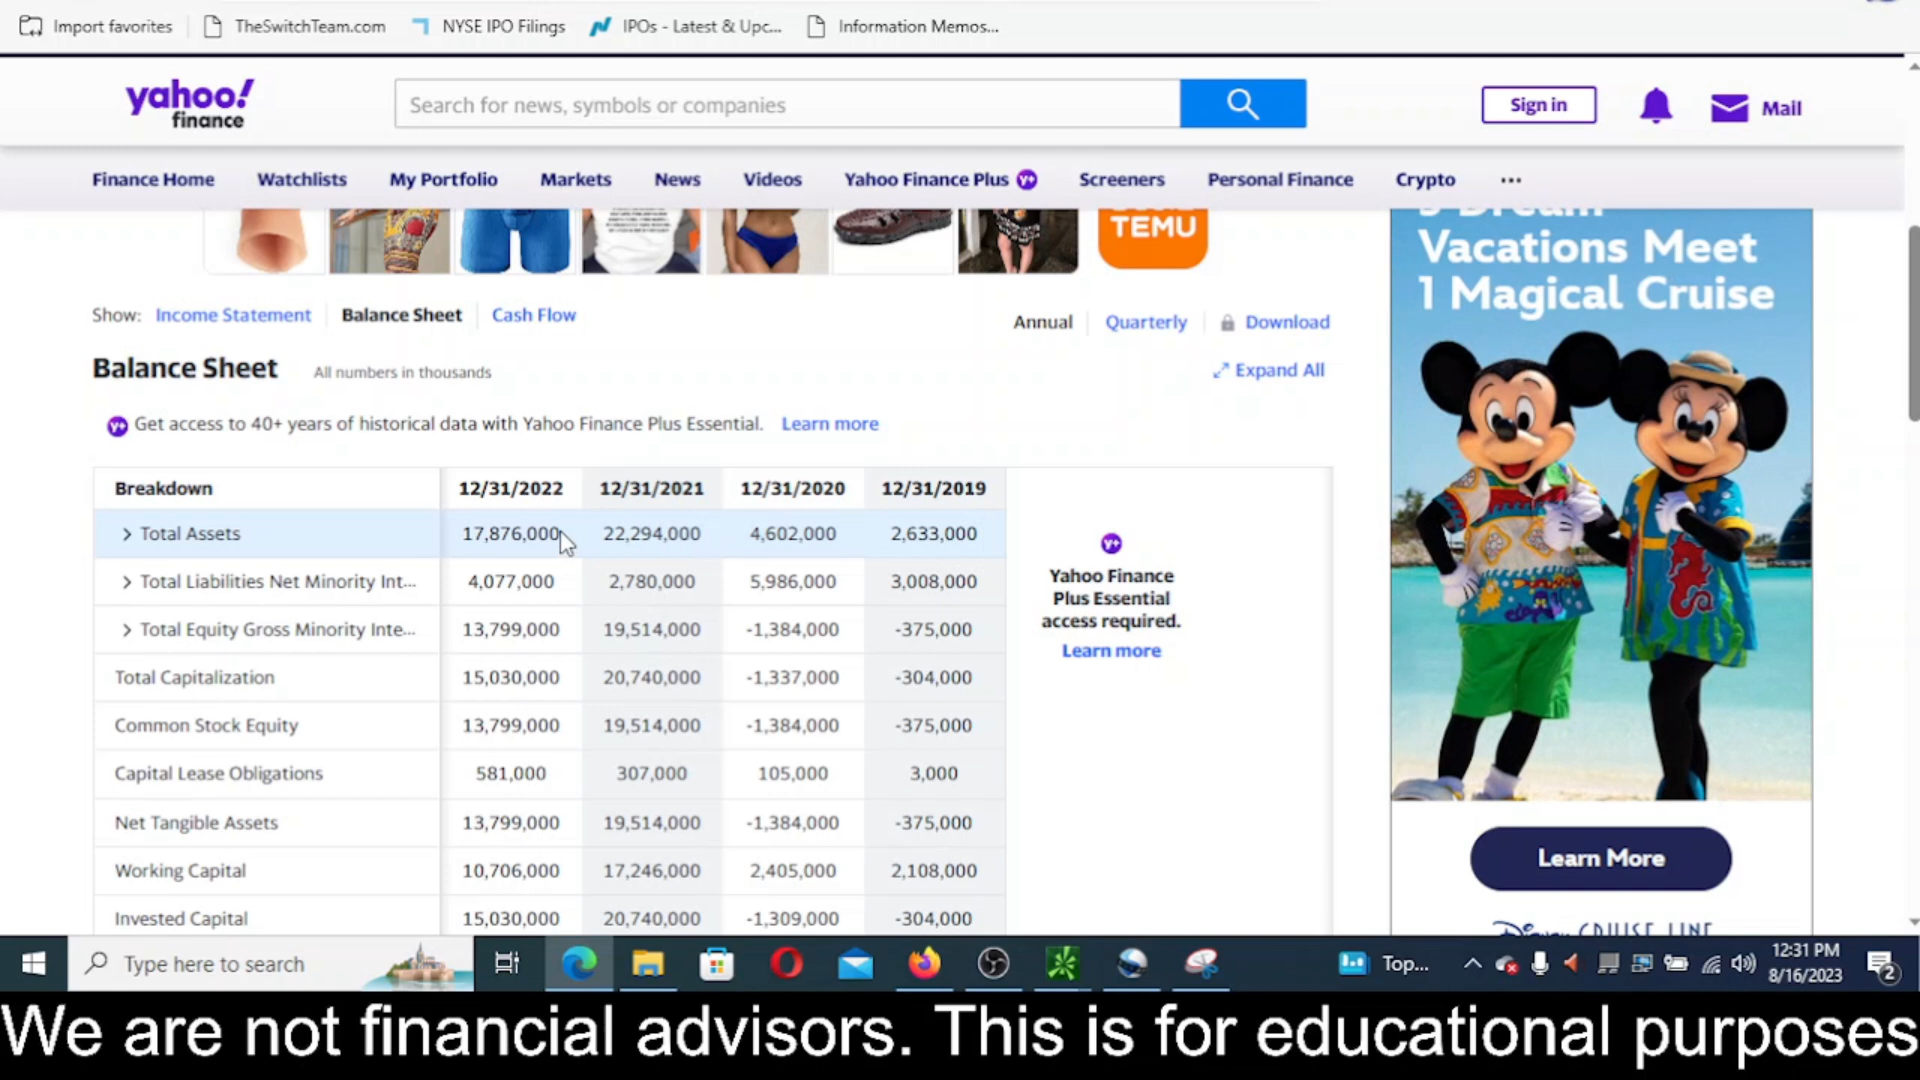 Import favorites TheSwitchTeam.com NYSE IPO Filings IPOs - Latest & Upc... Information Memos...
yahoo!
finance
Search for news, symbols or companies
Sign in
Mail
Finance Home Watchlists My Portfolio Markets News Videos Yahoo Finance Plus y+ Screeners Personal Finance Crypto ...
TEMU
Vacations Meet
1 Magical Cruise
Show: Income Statement Balance Sheet Cash Flow
Annual Quarterly Download
Balance Sheet All numbers in thousands
Expand All
y+ Get access to 40+ years of historical data with Yahoo Finance Plus Essential. Learn more
Breakdown 12/31/2022 12/31/2021 12/31/2020 12/31/2019
Total Assets 17,876,000 22,294,000 4,602,000 2,633,000
Total Liabilities Net Minority Int... 4,077,000 2,780,000 5,986,000 3,008,000
Total Equity Gross Minority Inte... 13,799,000 19,514,000 -1,384,000 -375,000
Total Capitalization 15,030,000 20,740,000 -1,337,000 -304,000
Common Stock Equity 13,799,000 19,514,000 -1,384,000 -375,000
Capital Lease Obligations 581,000 307,000 105,000 3,000
Net Tangible Assets 13,799,000 19,514,000 -1,384,000 -375,000
Working Capital 10,706,000 17,246,000 2,405,000 2,108,000
Invested Capital 15,030,000 20,740,000 -1,309,000 -304,000
y+
Yahoo Finance
Plus Essential
access required.
Learn more
Learn More
Disney CRUISE LINE
Type here to search
Top...
12:31 PM
8/16/2023
2
We are not financial advisors. This is for educational purposes